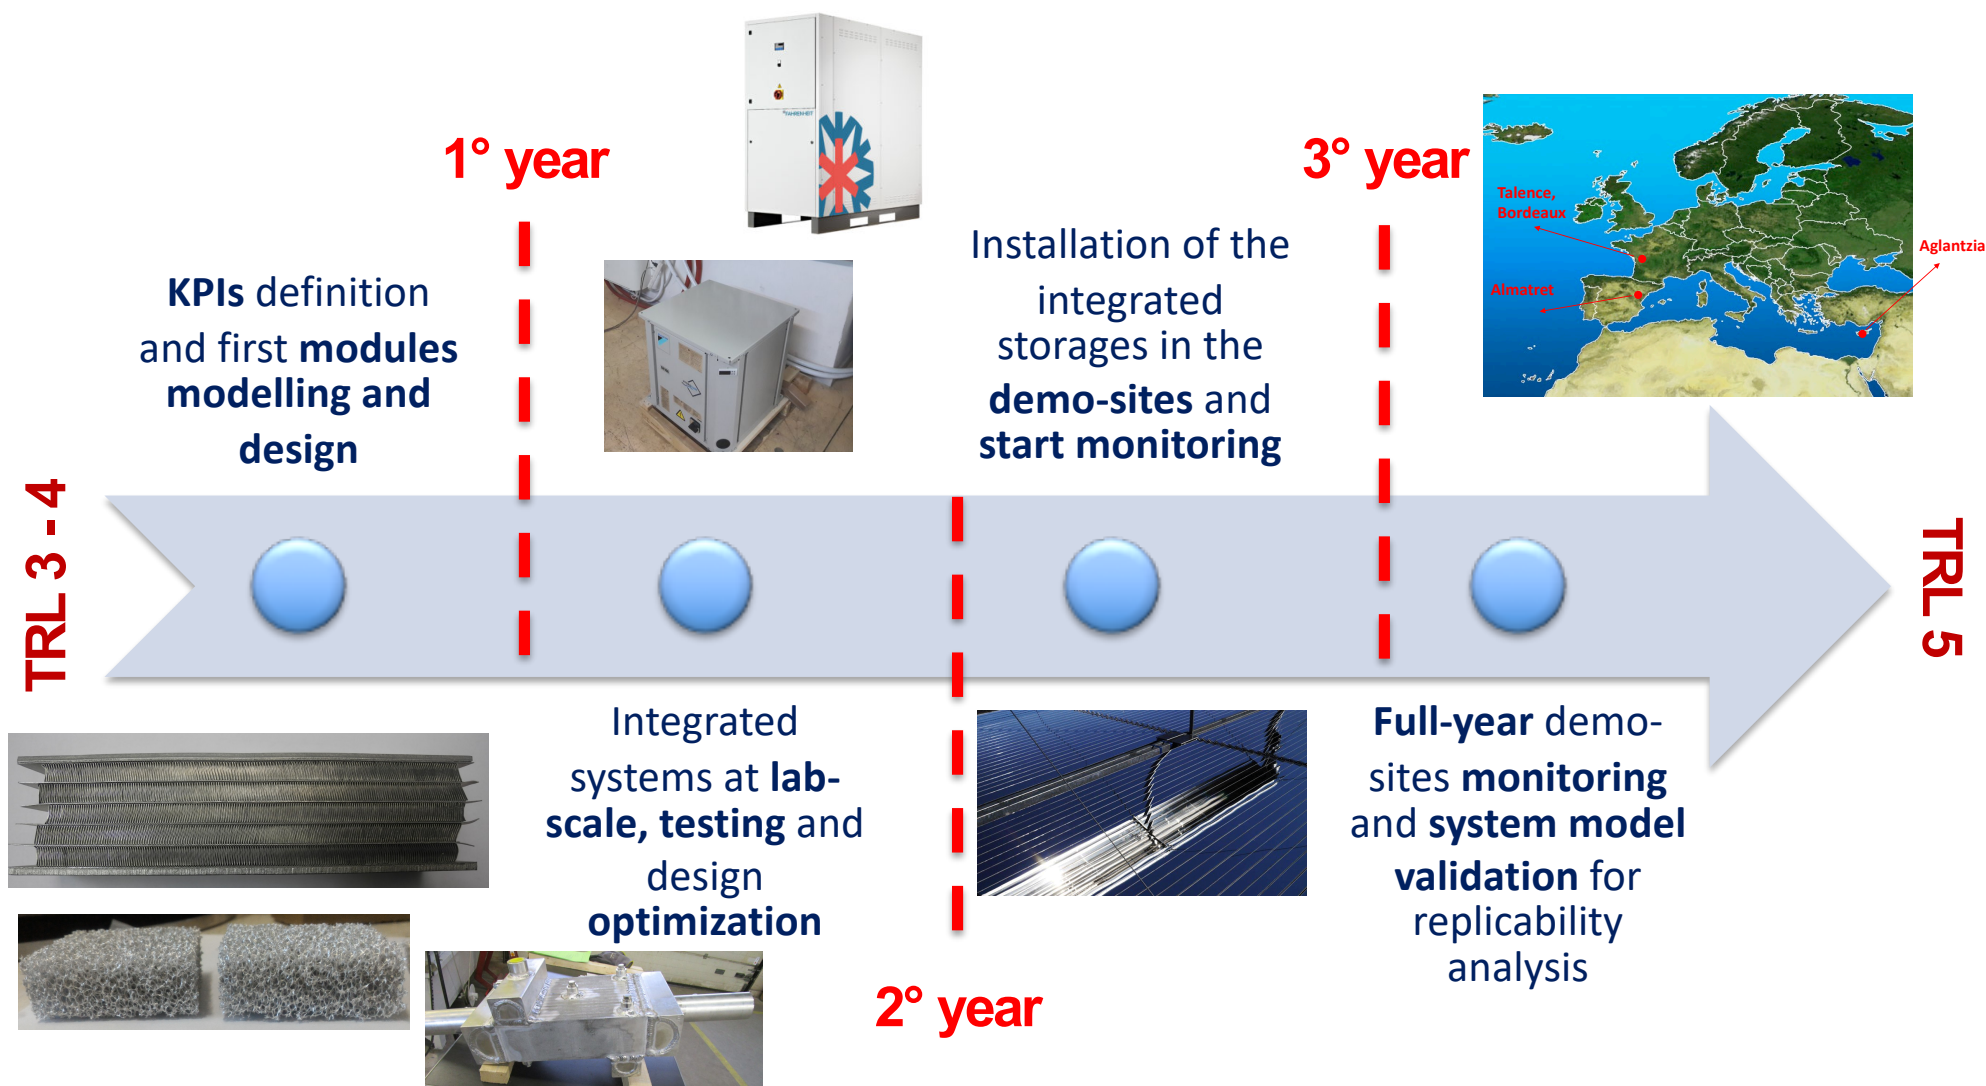 1° year
3° year
FAHRENHEIT
Talence,
Bordeaux
Aglantzia
Almatret
KPIs definition
and first modules
modelling and
design
Installation of the
integrated
storages in the
demo-sites and
start monitoring
TRL 3 - 4
TRL 5
Integrated
systems at lab-
scale, testing and
design
optimization
Full-year demo-
sites monitoring
and system model
validation for
replicability
analysis
2° year